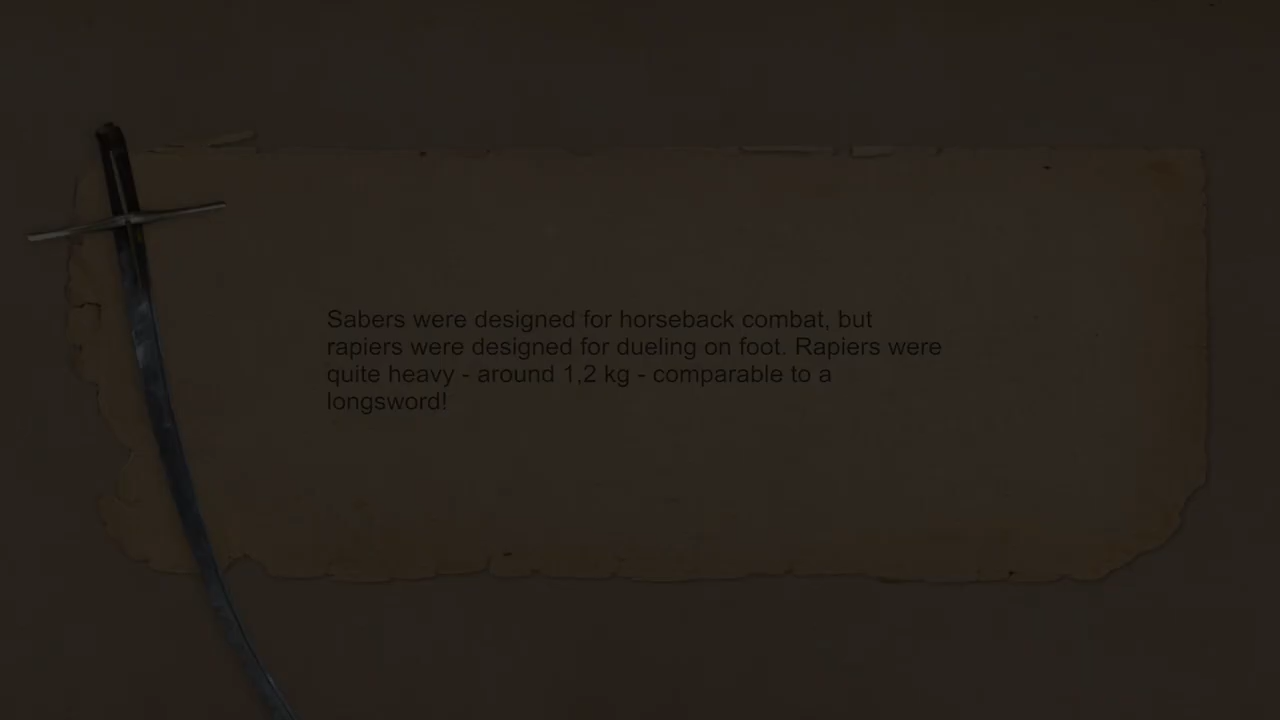 Sabers were designed for horseback combat, but
rapiers were designed for dueling on foot. Rapiers were
quite heavy - around 1,2 kg - comparable to a
longsword!